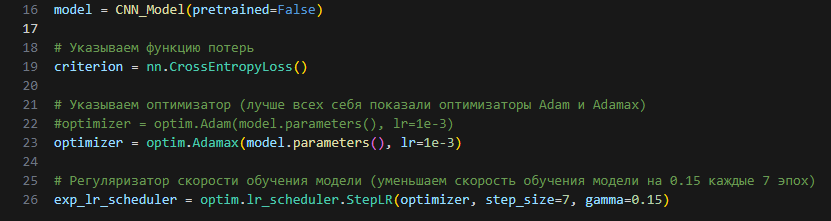 16 model = CNN_Model(pretrained=False)
17
18 # Указываем функцию потерь
19 criterion = nn.CrossEntropyLoss()
20
21 # Указываем оптимизатор (лучше всех себя показали оптимизаторы Adam и Adamax)
22 #optimizer = optim.Adam(model.parameters(), lr=1e-3)
23 optimizer = optim.Adamax(model.parameters(), lr=1e-3)
24
25 # Регуляризатор скорости обучения модели (уменьшаем скорость обучения модели на 0.15 каждые 7 эпох)
26 exp_lr_scheduler = optim.lr_scheduler.StepLR(optimizer, step_size=7, gamma=0.15)